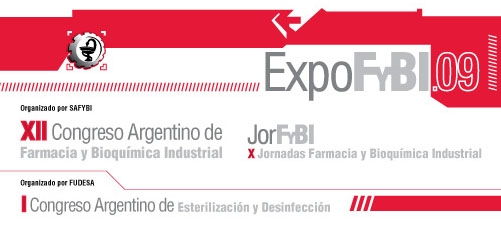 ExpoFyBI.09
Organizado por SAFYBI
XII Congreso Argentino de
Farmacia y Bioquímica Industrial
JorFyBI
X Jornadas Farmacia y Bioquímica Industrial
Organizado por FUDESA
I Congreso Argentino de Esterilización y Desinfección